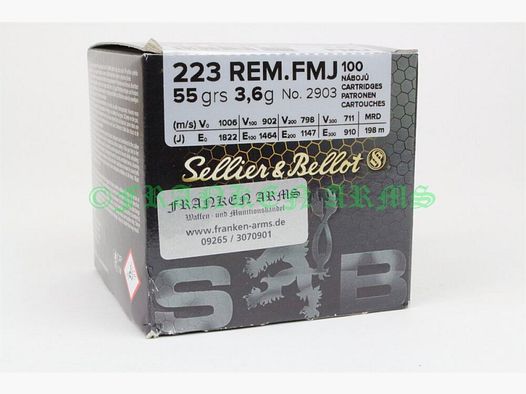 223 REM.FMJ 100
NÁBOJŮ
55 grs 3,6g No. 2903 CARTRIDGES
PATRONEN
CARTOUCHES
(m/s) V0 1006 V100 902 V200 798 V300 711 MRD
(J) E0 1822 E100 1464 E200 1147 E300 910 198 m
Sellier & Bellot S
©FRANKEN ARMS
FRANKEN ARMS
Waffen - und Munitionshandel
www.franken-arms.de
09265 / 3070901
S B